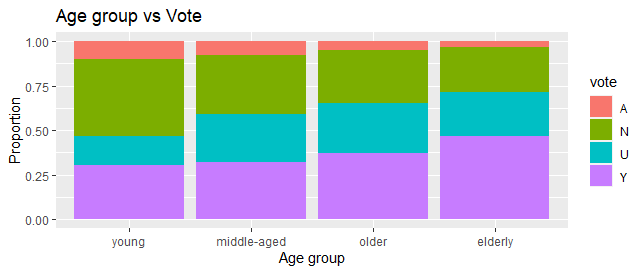 Age group vs Vote
1.00
0.75
0.50
0.25
0.00
Proportion
young middle-aged older elderly
Age group
vote
A
N
U
Y